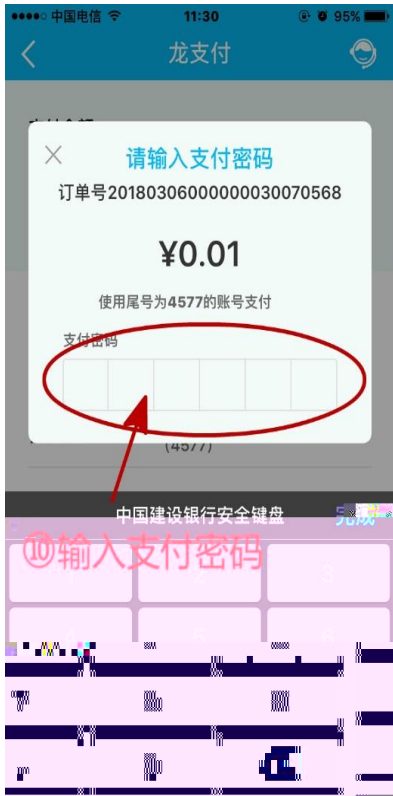 中国电信 11:30 95%
龙支付
请输入支付密码
订单号20180306000000030070568
¥0.01
使用尾号为4577的账号支付
支付密码
(4577)
中国建设银行安全键盘 完成
⑩输入支付密码
1 2 3